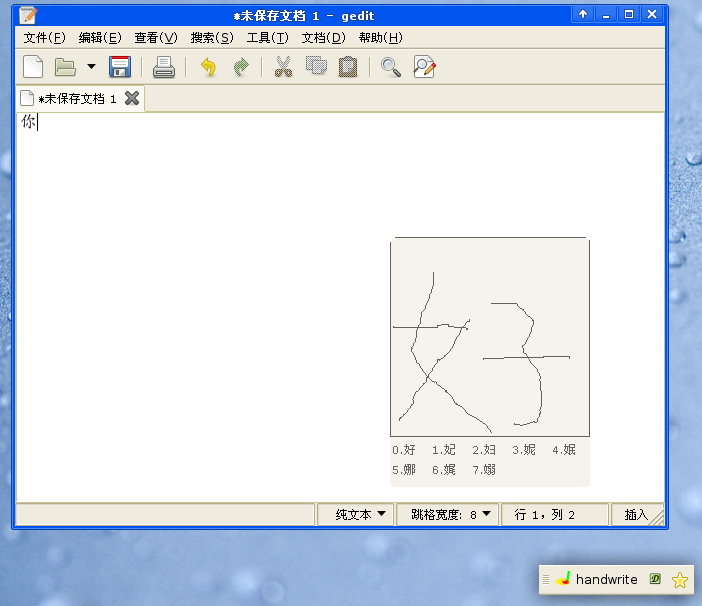 *未保存文档 1 - gedit
文件(F) 编辑(E) 查看(V) 搜索(S) 工具(T) 文档(D) 帮助(H)
*未保存文档 1
你
好
0.好 1.妃 2.妇 3.妮 4.姄
5.娜 6.娓 7.嫋
纯文本 跳格宽度: 8 行 1，列 2 插入
handwrite